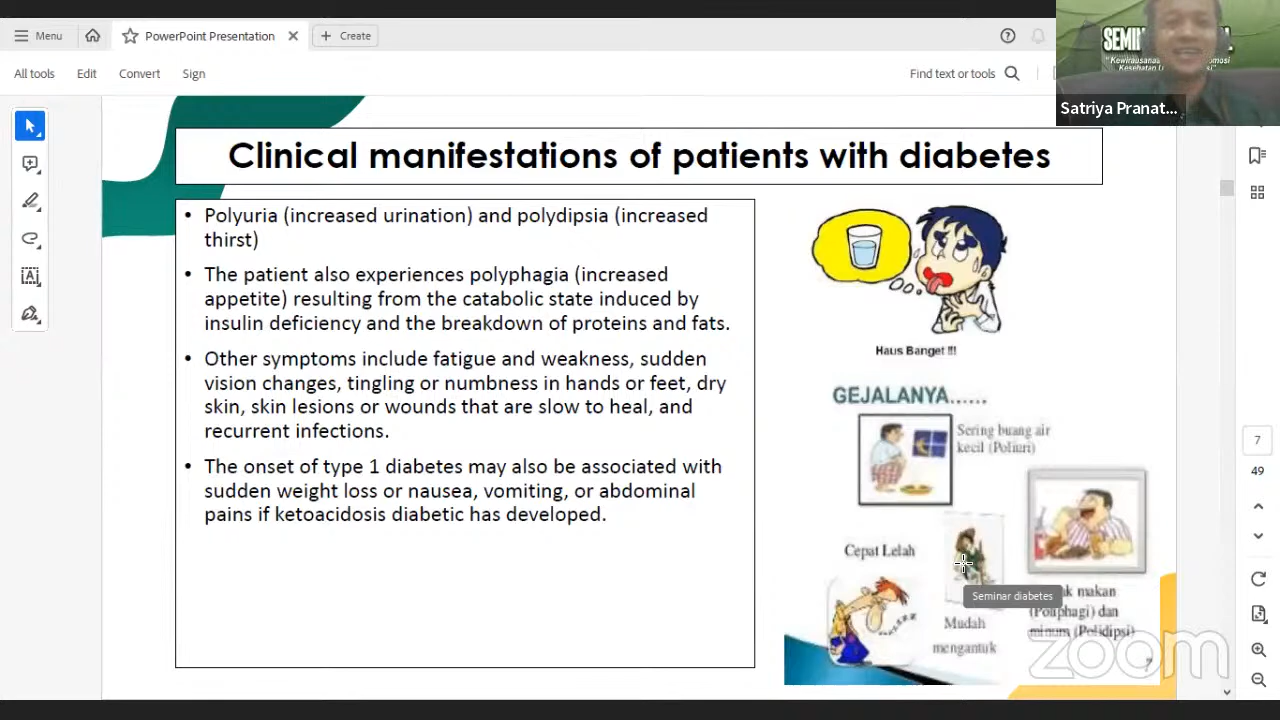 Menu
PowerPoint Presentation
Create
SEMIN
"Kewirausanaa
omosi
All tools
Edit
Convert
Sign
Find text or tools
Satriya Pranat...
Clinical manifestations of patients with diabetes
• Polyuria (increased urination) and polydipsia (increased
thirst)
• The patient also experiences polyphagia (increased
appetite) resulting from the catabolic state induced by
insulin deficiency and the breakdown of proteins and fats.
• Other symptoms include fatigue and weakness, sudden
vision changes, tingling or numbness in hands or feet, dry
skin, skin lesions or wounds that are slow to heal, and
recurrent infections.
• The onset of type 1 diabetes may also be associated with
sudden weight loss or nausea, vomiting, or abdominal
pains if ketoacidosis diabetic has developed.
Haus Banget !!!
GEJALANYA......
Sering buang air
kecil (Poliuri)
Cepat Lelah
Seminar diabetes
makan
(Poliphagi) dan
minum (Polidipsi)
Mudah
mengantuk
7
7
49
zoom